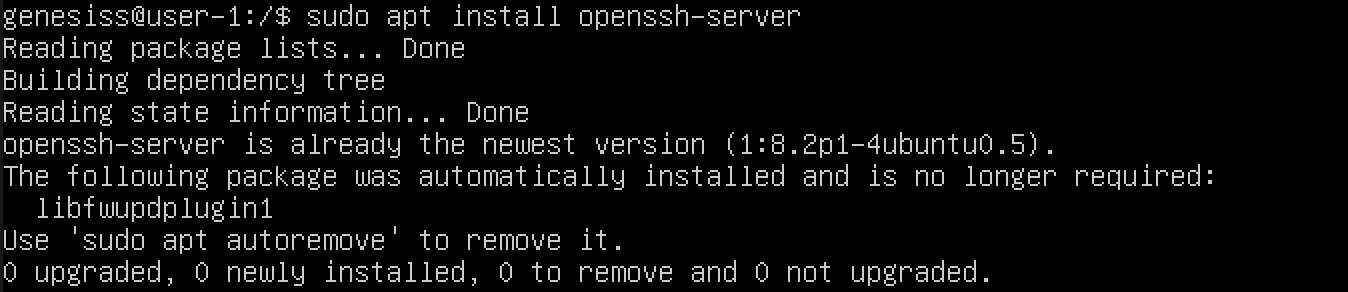 genesiss@user-1:/$ sudo apt install openssh-server
Reading package lists... Done
Building dependency tree
Reading state information... Done
openssh-server is already the newest version (1:8.2p1-4ubuntu0.5).
The following package was automatically installed and is no longer required:
  libfwupdplugin1
Use 'sudo apt autoremove' to remove it.
0 upgraded, 0 newly installed, 0 to remove and 0 not upgraded.